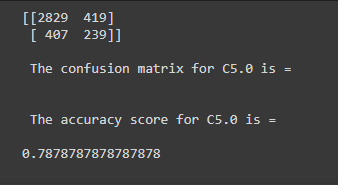 [[2829  419]
 [ 407  239]]
The confusion matrix for C5.0 is =
The accuracy score for C5.0 is =
0.7878787878787878